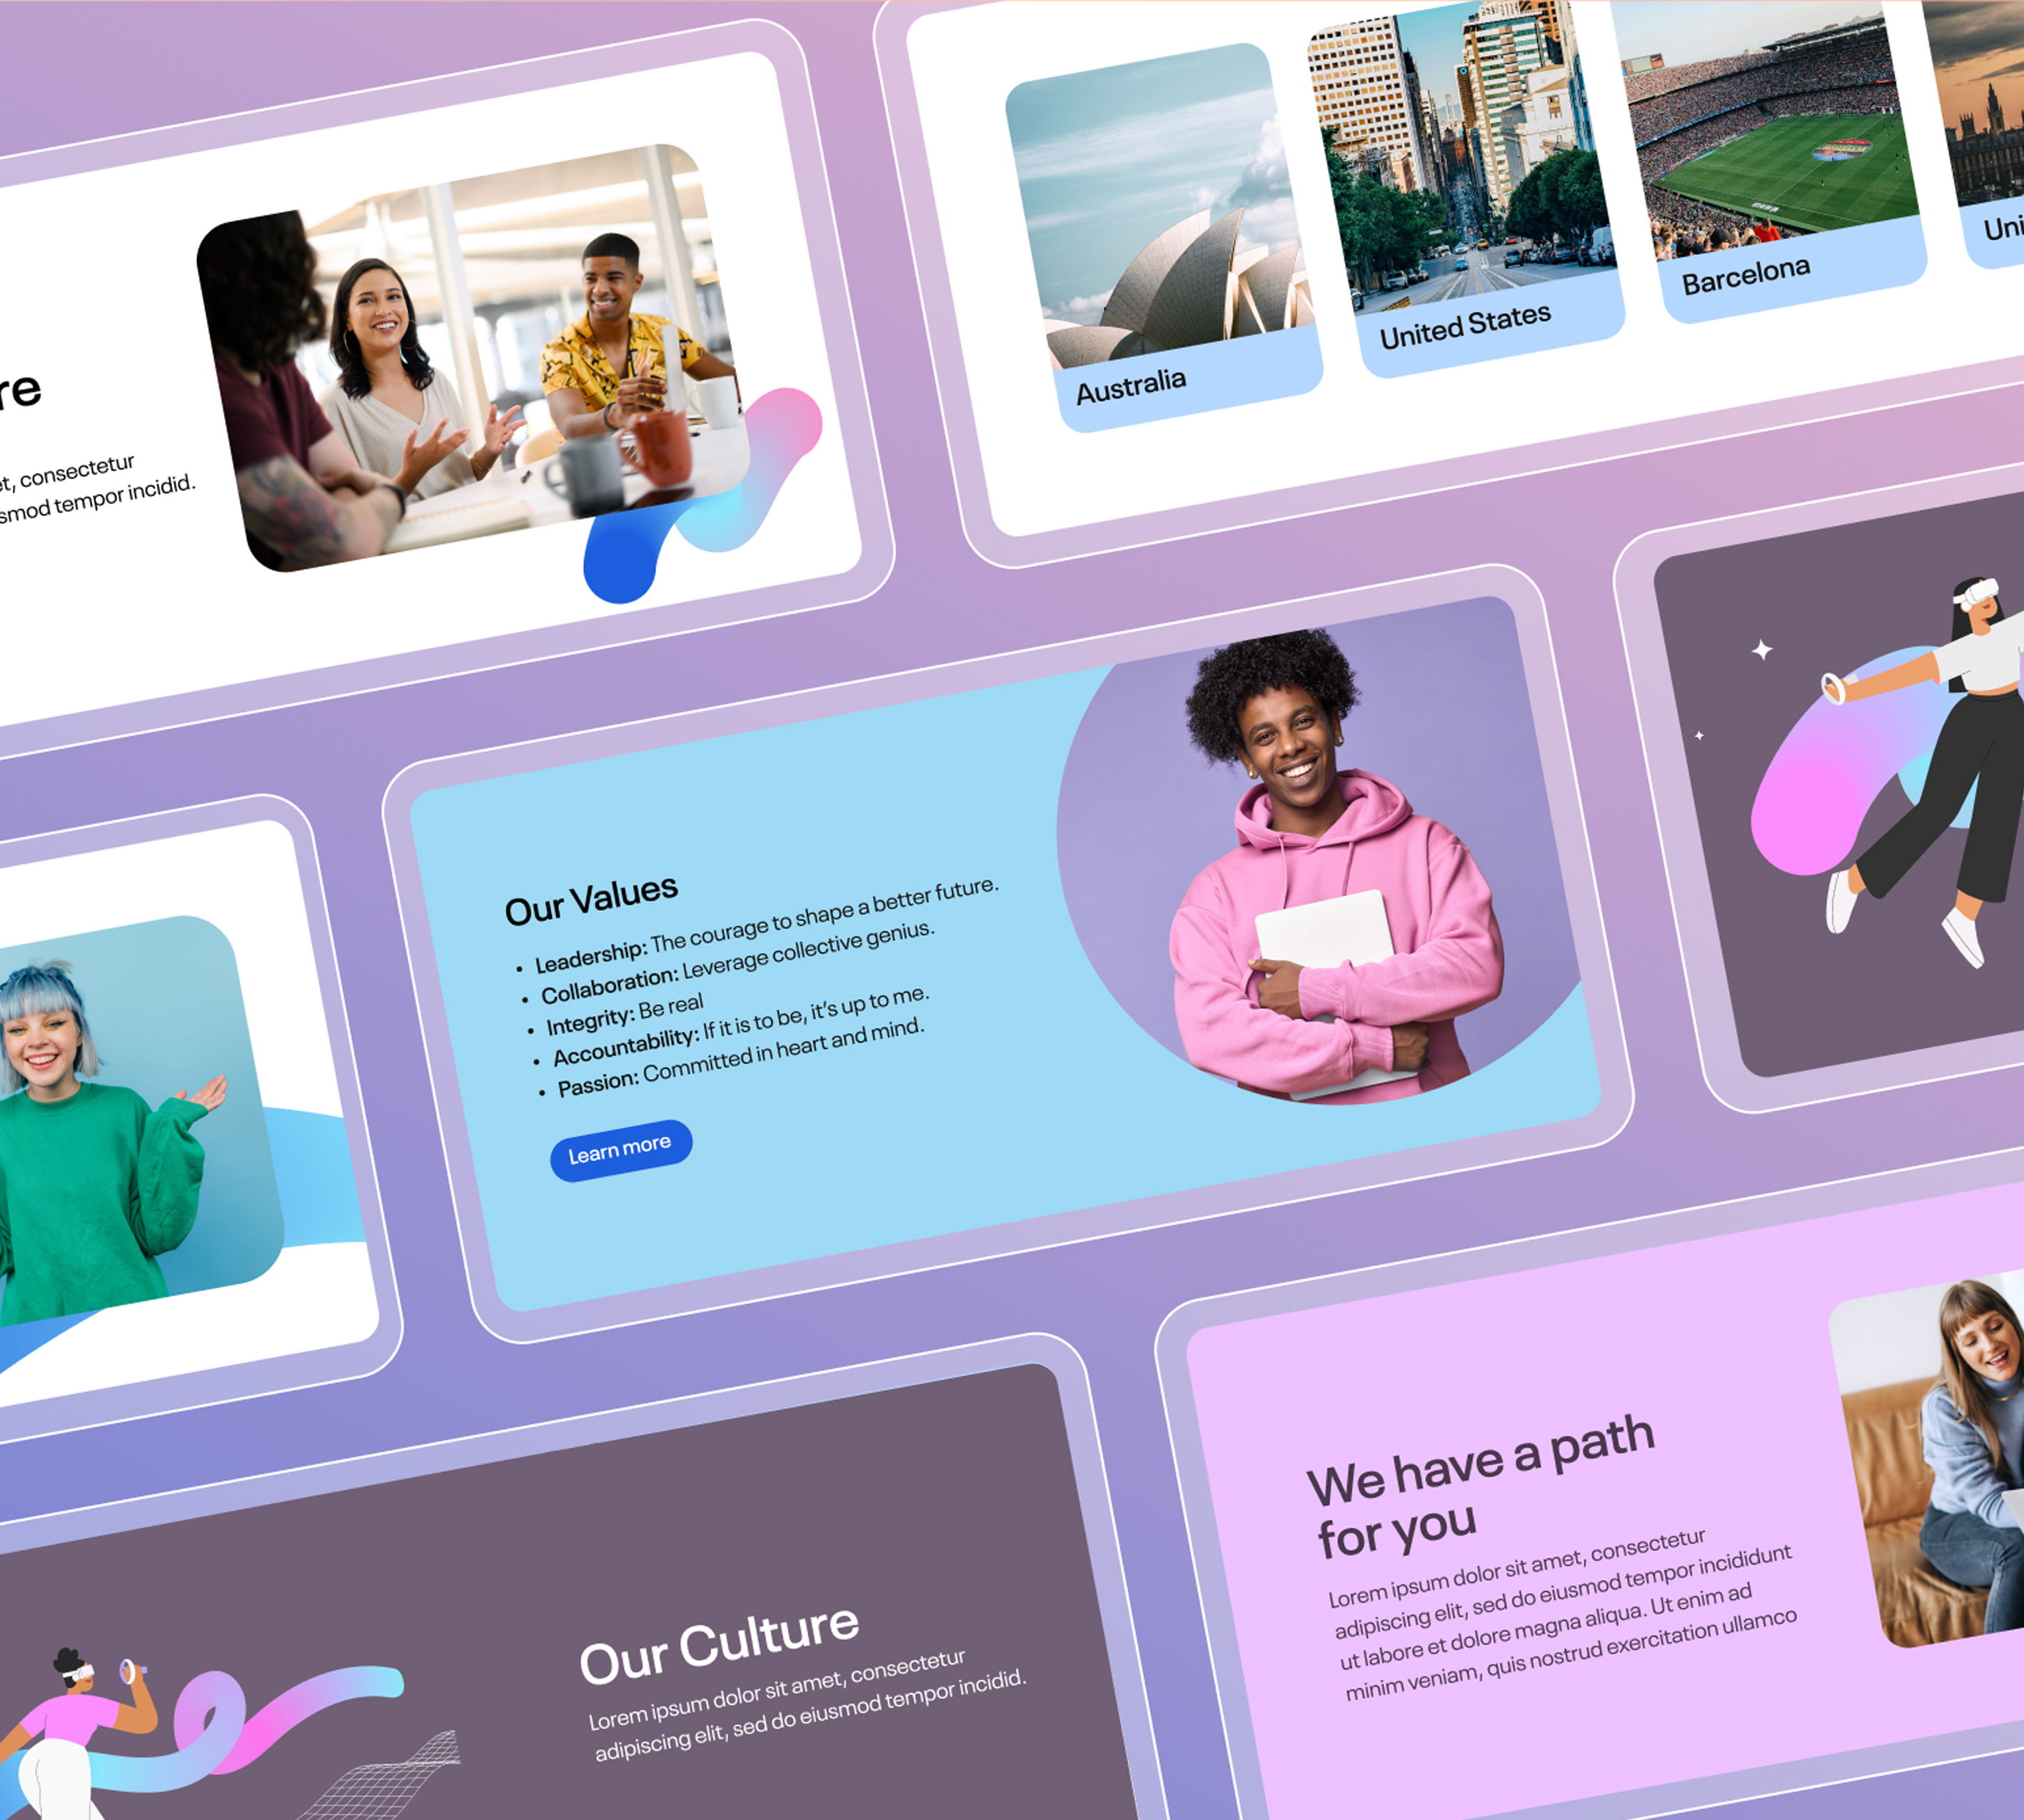 re
et, consectetur
smod tempor incidid.
Australia
United States
Barcelona
Uni
Our Values
• Leadership: The courage to shape a better future.
• Collaboration: Leverage collective genius.
• Integrity: Be real
• Accountability: If it is to be, it's up to me.
• Passion: Committed in heart and mind.
Learn more
Our Culture
Lorem ipsum dolor sit amet, consectetur
adipiscing elit, sed do eiusmod tempor incidid.
We have a path
for you
Lorem ipsum dolor sit amet, consectetur
adipiscing elit, sed do eiusmod tempor incididunt
ut labore et dolore magna aliqua. Ut enim ad
minim veniam, quis nostrud exercitation ullamco